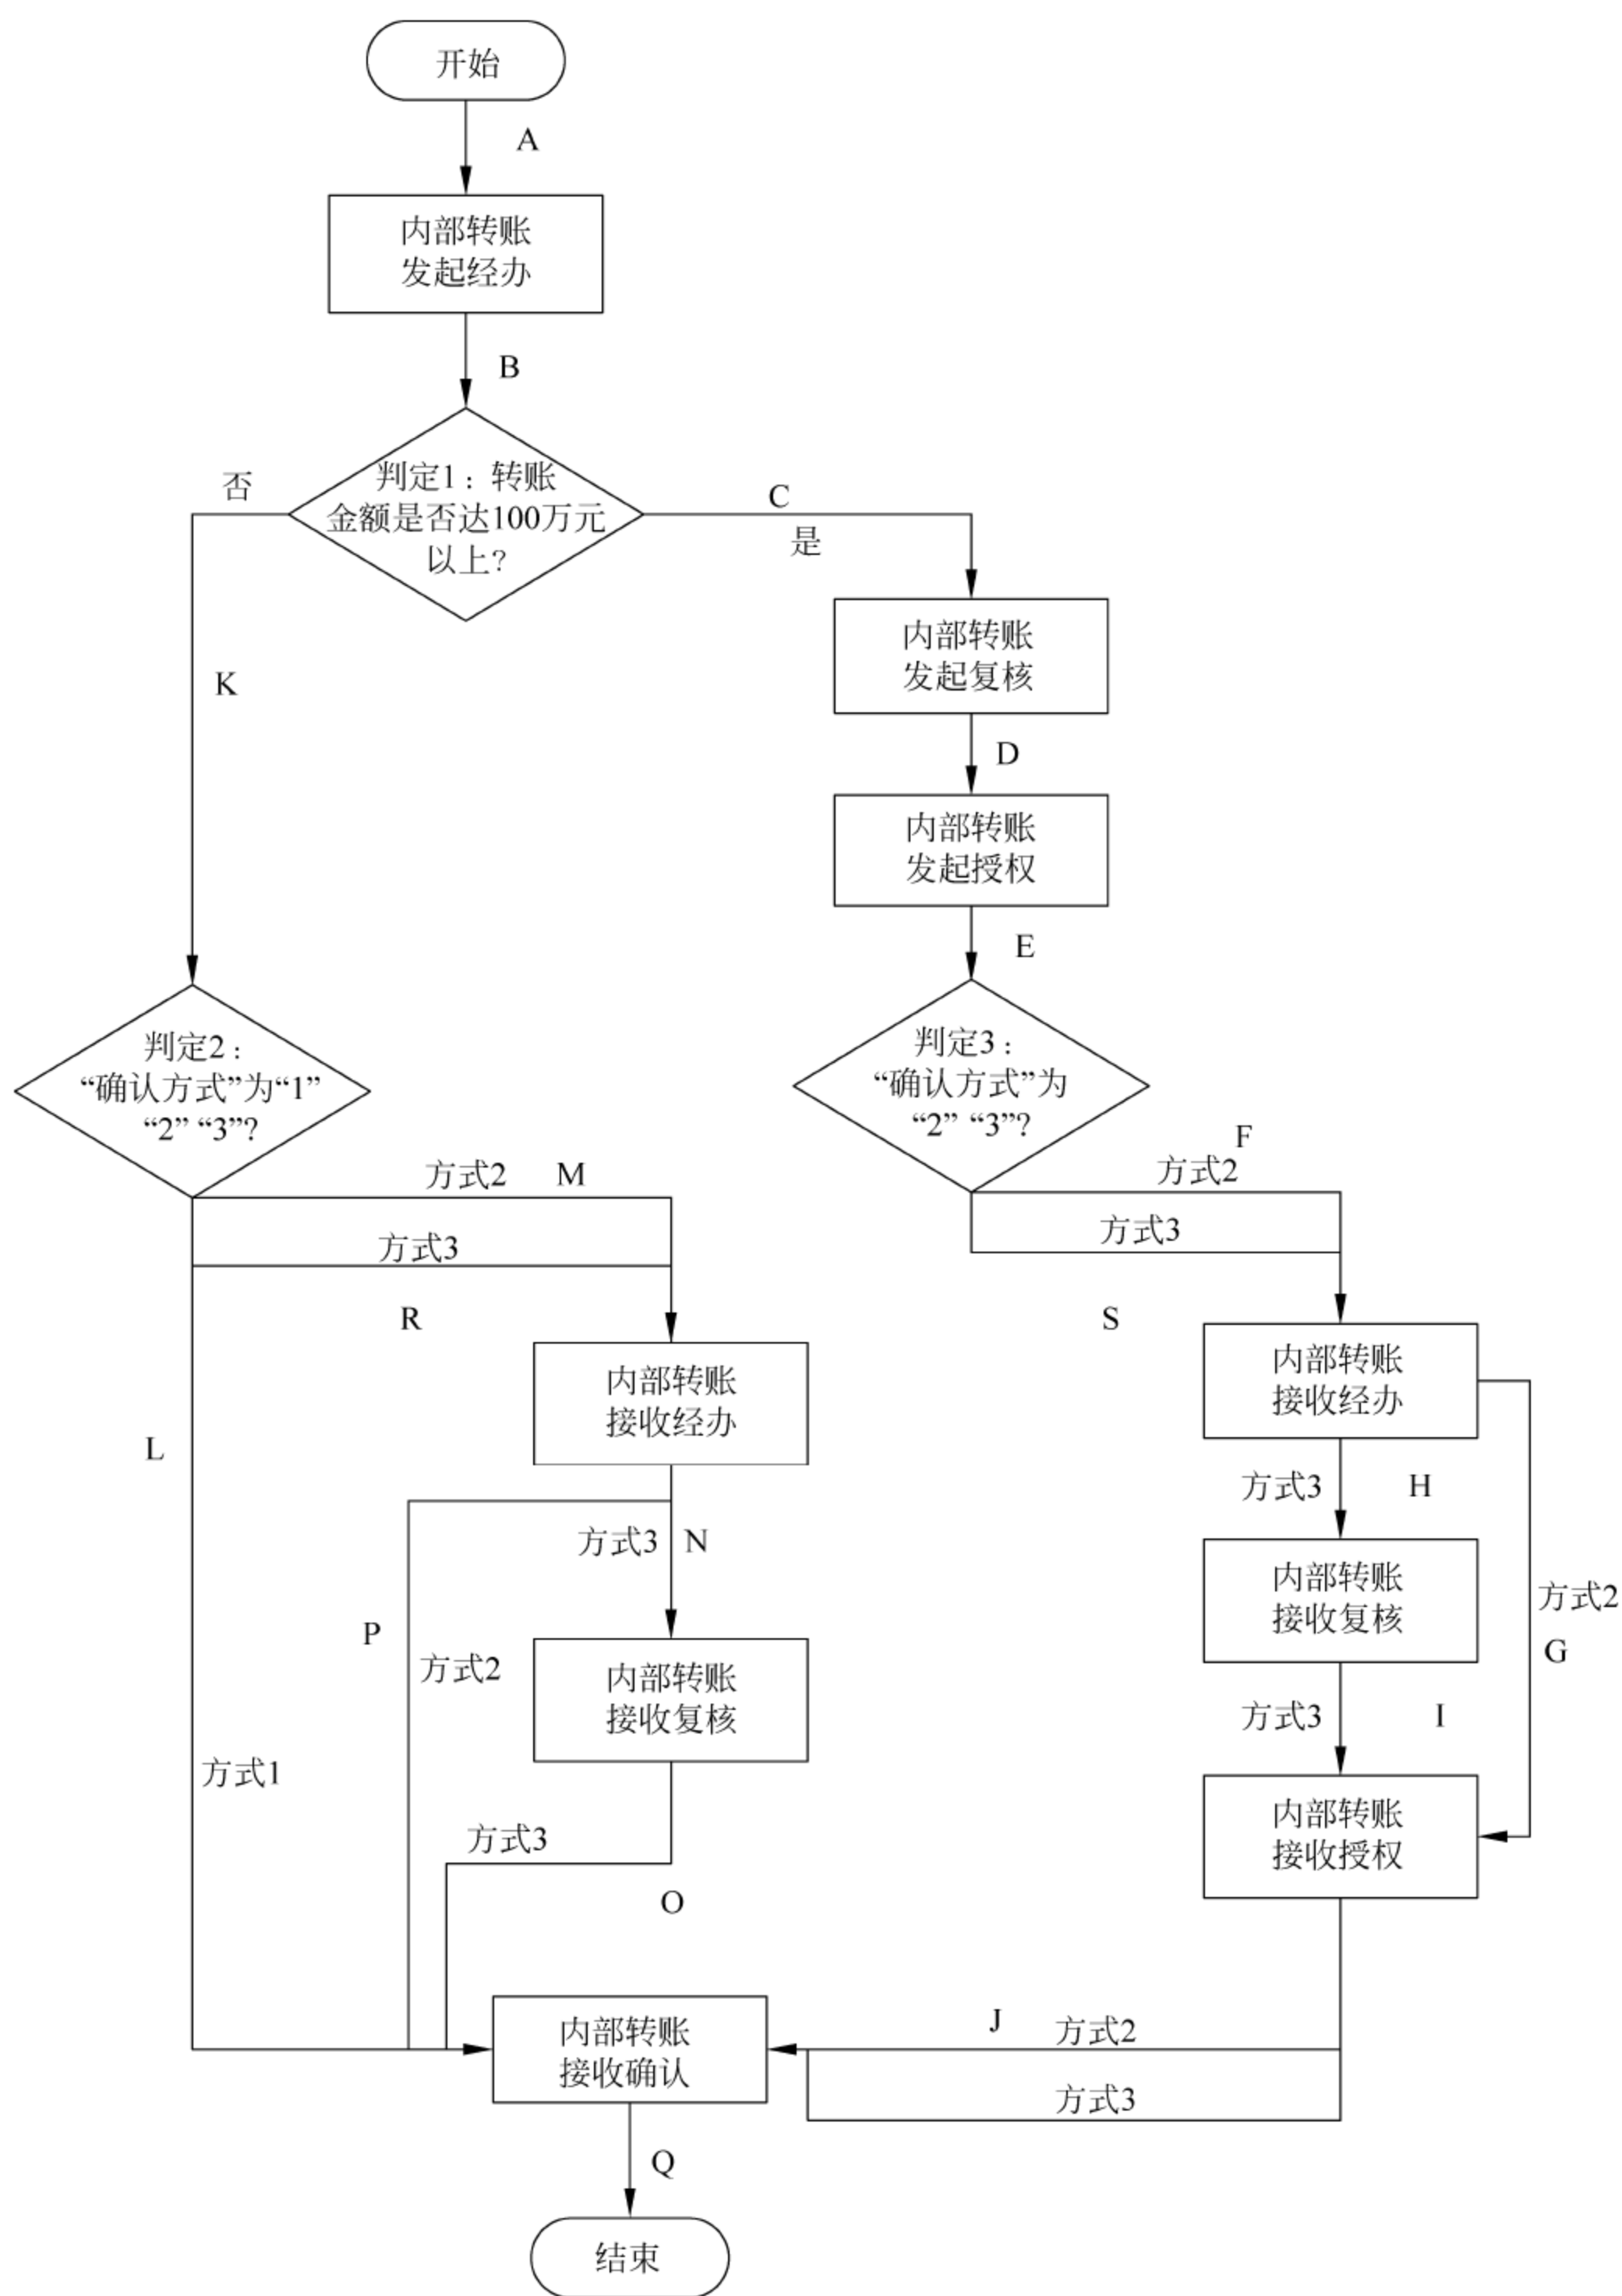 开始
A
内部转账
发起经办
B
判定1：转账
金额是否达100万元
以上?
否
C
是
K
内部转账
发起复核
D
内部转账
发起授权
E
判定2：
“确认方式”为“1”
“2” “3”?
判定3：
“确认方式”为
“2” “3”?
方式2
M
方式3
R
F
方式2
方式3
S
L
内部转账
接收经办
内部转账
接收经办
方式3
N
方式3
H
P
方式2
内部转账
接收复核
内部转账
接收复核
方式2
G
方式1
方式3
O
方式3
I
内部转账
接收授权
内部转账
接收确认
J
方式2
方式3
Q
结束